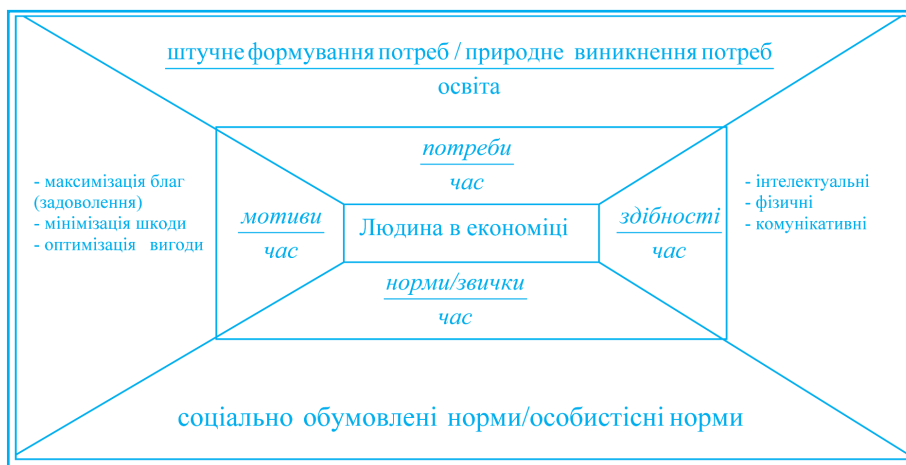 штучне формування потреб / природне виникнення потреб
освіта
потреби
час
- максимізація благ
(задоволення)
- мінімізація шкоди
- оптимізація вигоди
мотиви
час
Людина в економіці
здібності
час
- інтелектуальні
- фізичні
- комунікативні
норми/звички
час
соціально обумовлені норми/особистісні норми